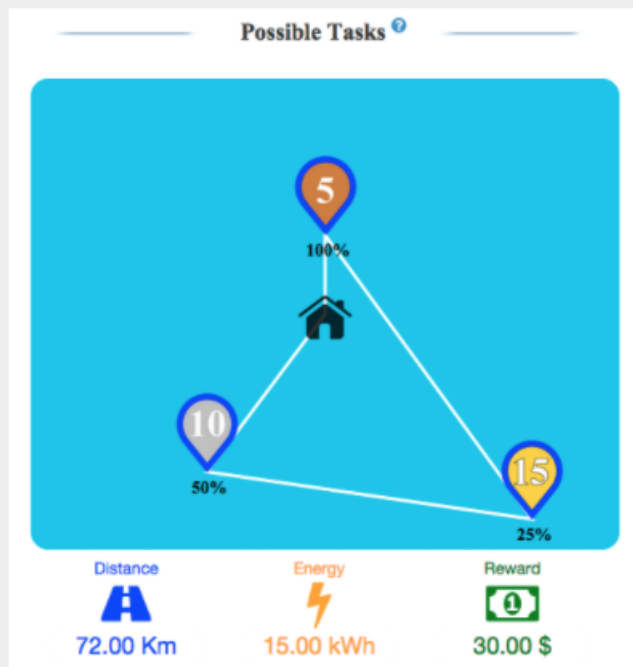 Possible Tasks ?
5
100%
10
50%
15
25%
Distance Energy Reward
1
72.00 Km 15.00 kWh 30.00 $